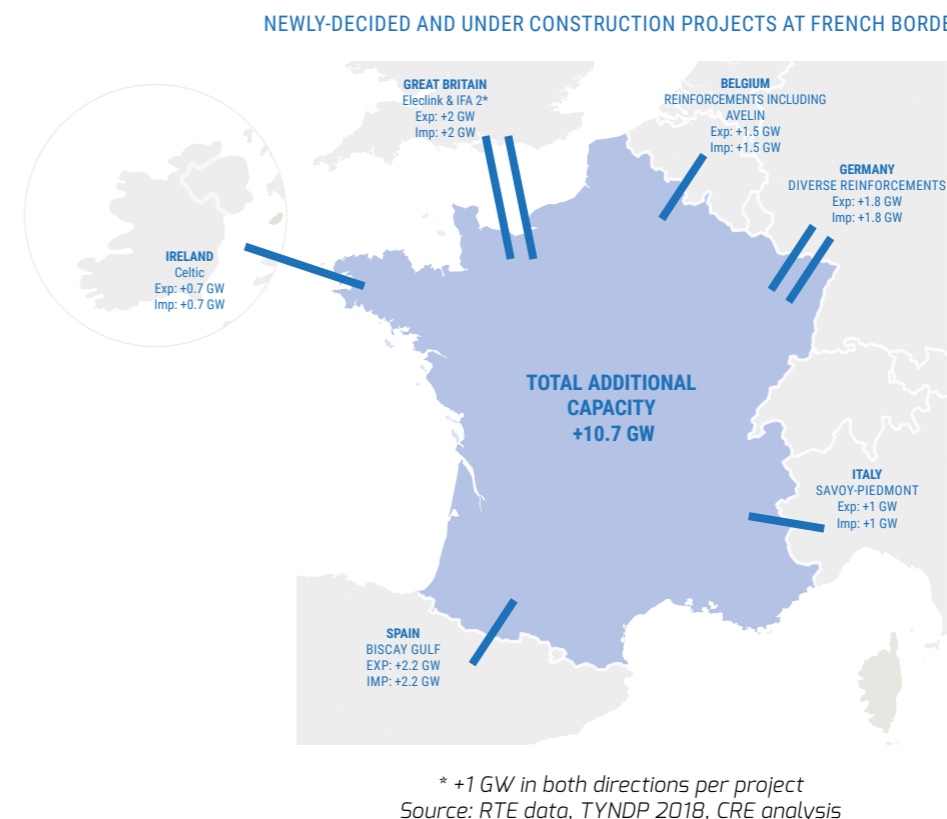 NEWLY-DECIDED AND UNDER CONSTRUCTION PROJECTS AT FRENCH BORDE
GREAT BRITAIN
Eleclink & IFA 2*
Exp: +2 GW
Imp: +2 GW
BELGIUM
REINFORCEMENTS INCLUDING
AVELIN
Exp: +1.5 GW
Imp: +1.5 GW
GERMANY
DIVERSE REINFORCEMENTS
Exp: +1.8 GW
Imp: +1.8 GW
IRELAND
Celtic
Exp: +0.7 GW
Imp: +0.7 GW
TOTAL ADDITIONAL
CAPACITY
+10.7 GW
ITALY
SAVOY-PIEDMONT
Exp: +1 GW
Imp: +1 GW
SPAIN
BISCAY GULF
EXP: +2.2 GW
IMP: +2.2 GW
* +1 GW in both directions per project
Source: RTE data, TYNDP 2018, CRE analysis